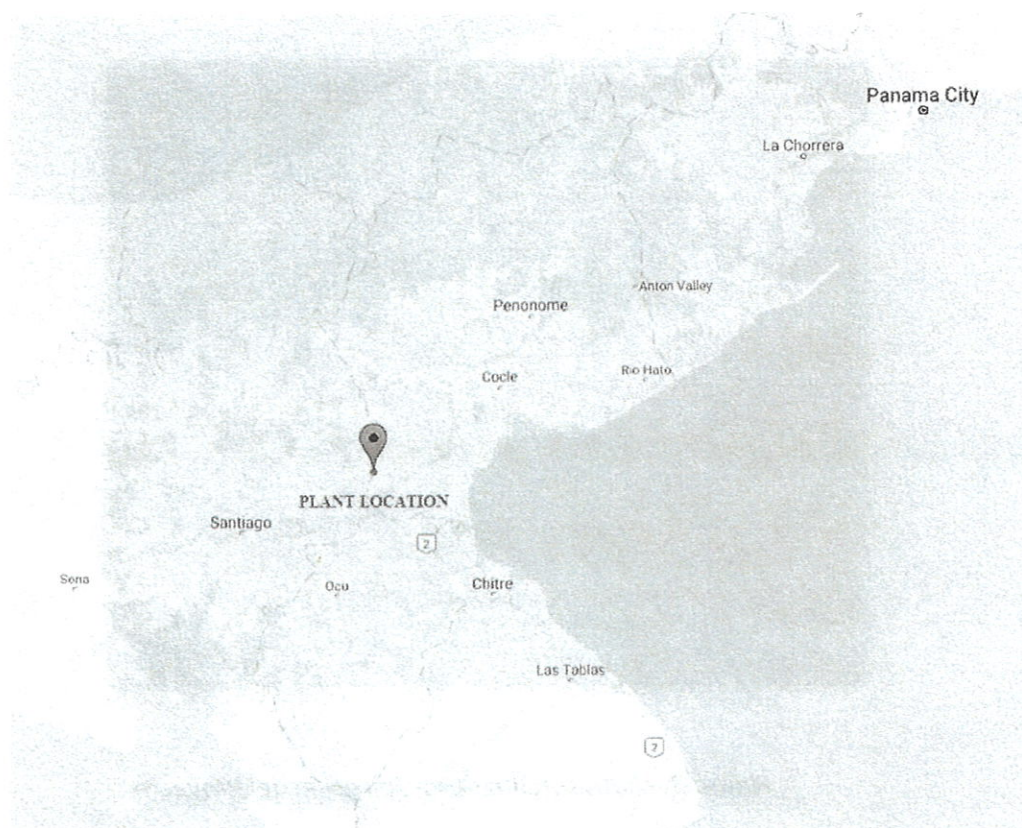 Panama City
La Chorrera
Anton Valley
Penonome
Rio Hato
Cocle
PLANT LOCATION
Santiago
2
Sona
Ocu
Chitre
Las Tablas
2